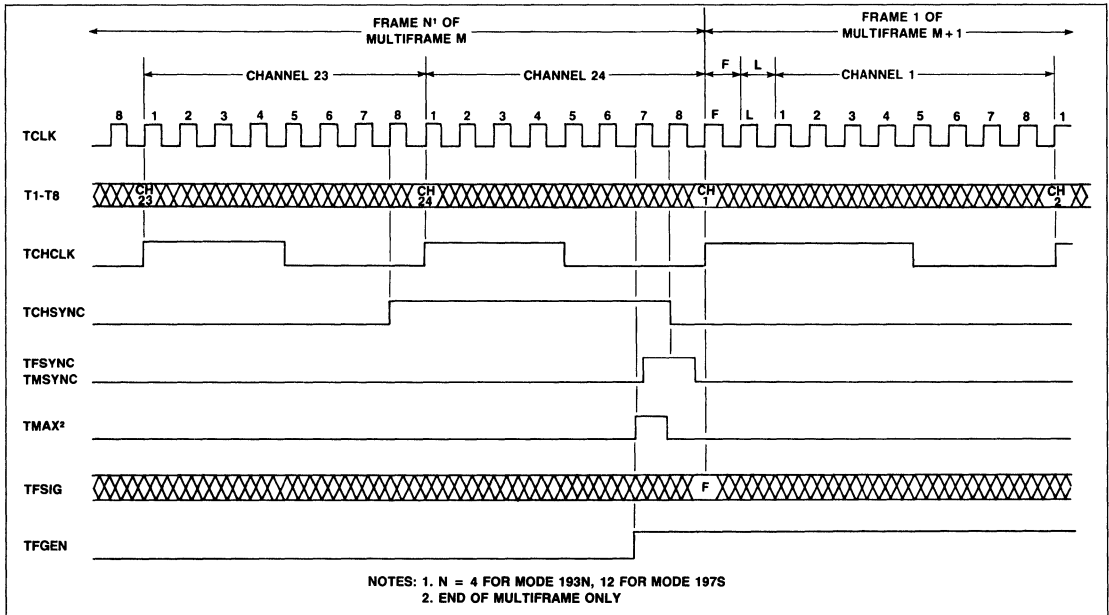 FRAME N¹ OF
MULTIFRAME M
FRAME 1 OF
MULTIFRAME M + 1
CHANNEL 23
CHANNEL 24
F
L
CHANNEL 1
8 1 2 3 4 5 6 7 8 1 2 3 4 5 6 7 8 F L 1 2 3 4 5 6 7 8 1
TCLK
T1-T8
CH
23
CH
24
CH
1
CH
2
TCHCLK
TCHSYNC
TFSYNC
TMSYNC
TMAX²
TFSIG
F
TFGEN
NOTES: 1. N = 4 FOR MODE 193N, 12 FOR MODE 197S
2. END OF MULTIFRAME ONLY